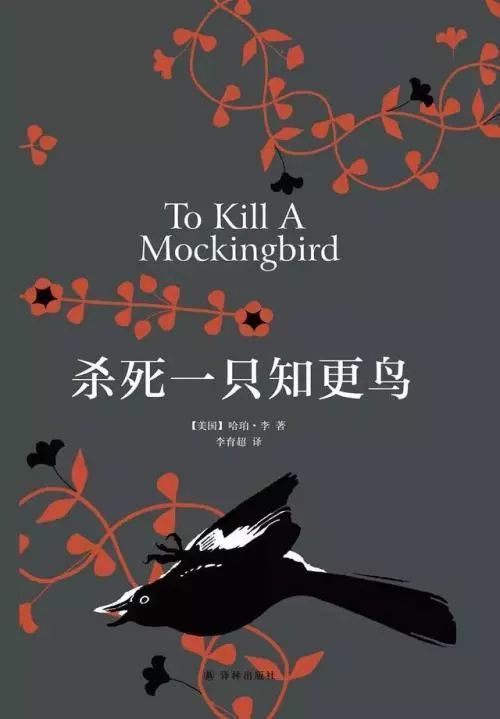 To Kill A
Mockingbird
杀死一只知更鸟
【美国】哈珀·李 著
李育超 译
译林出版社